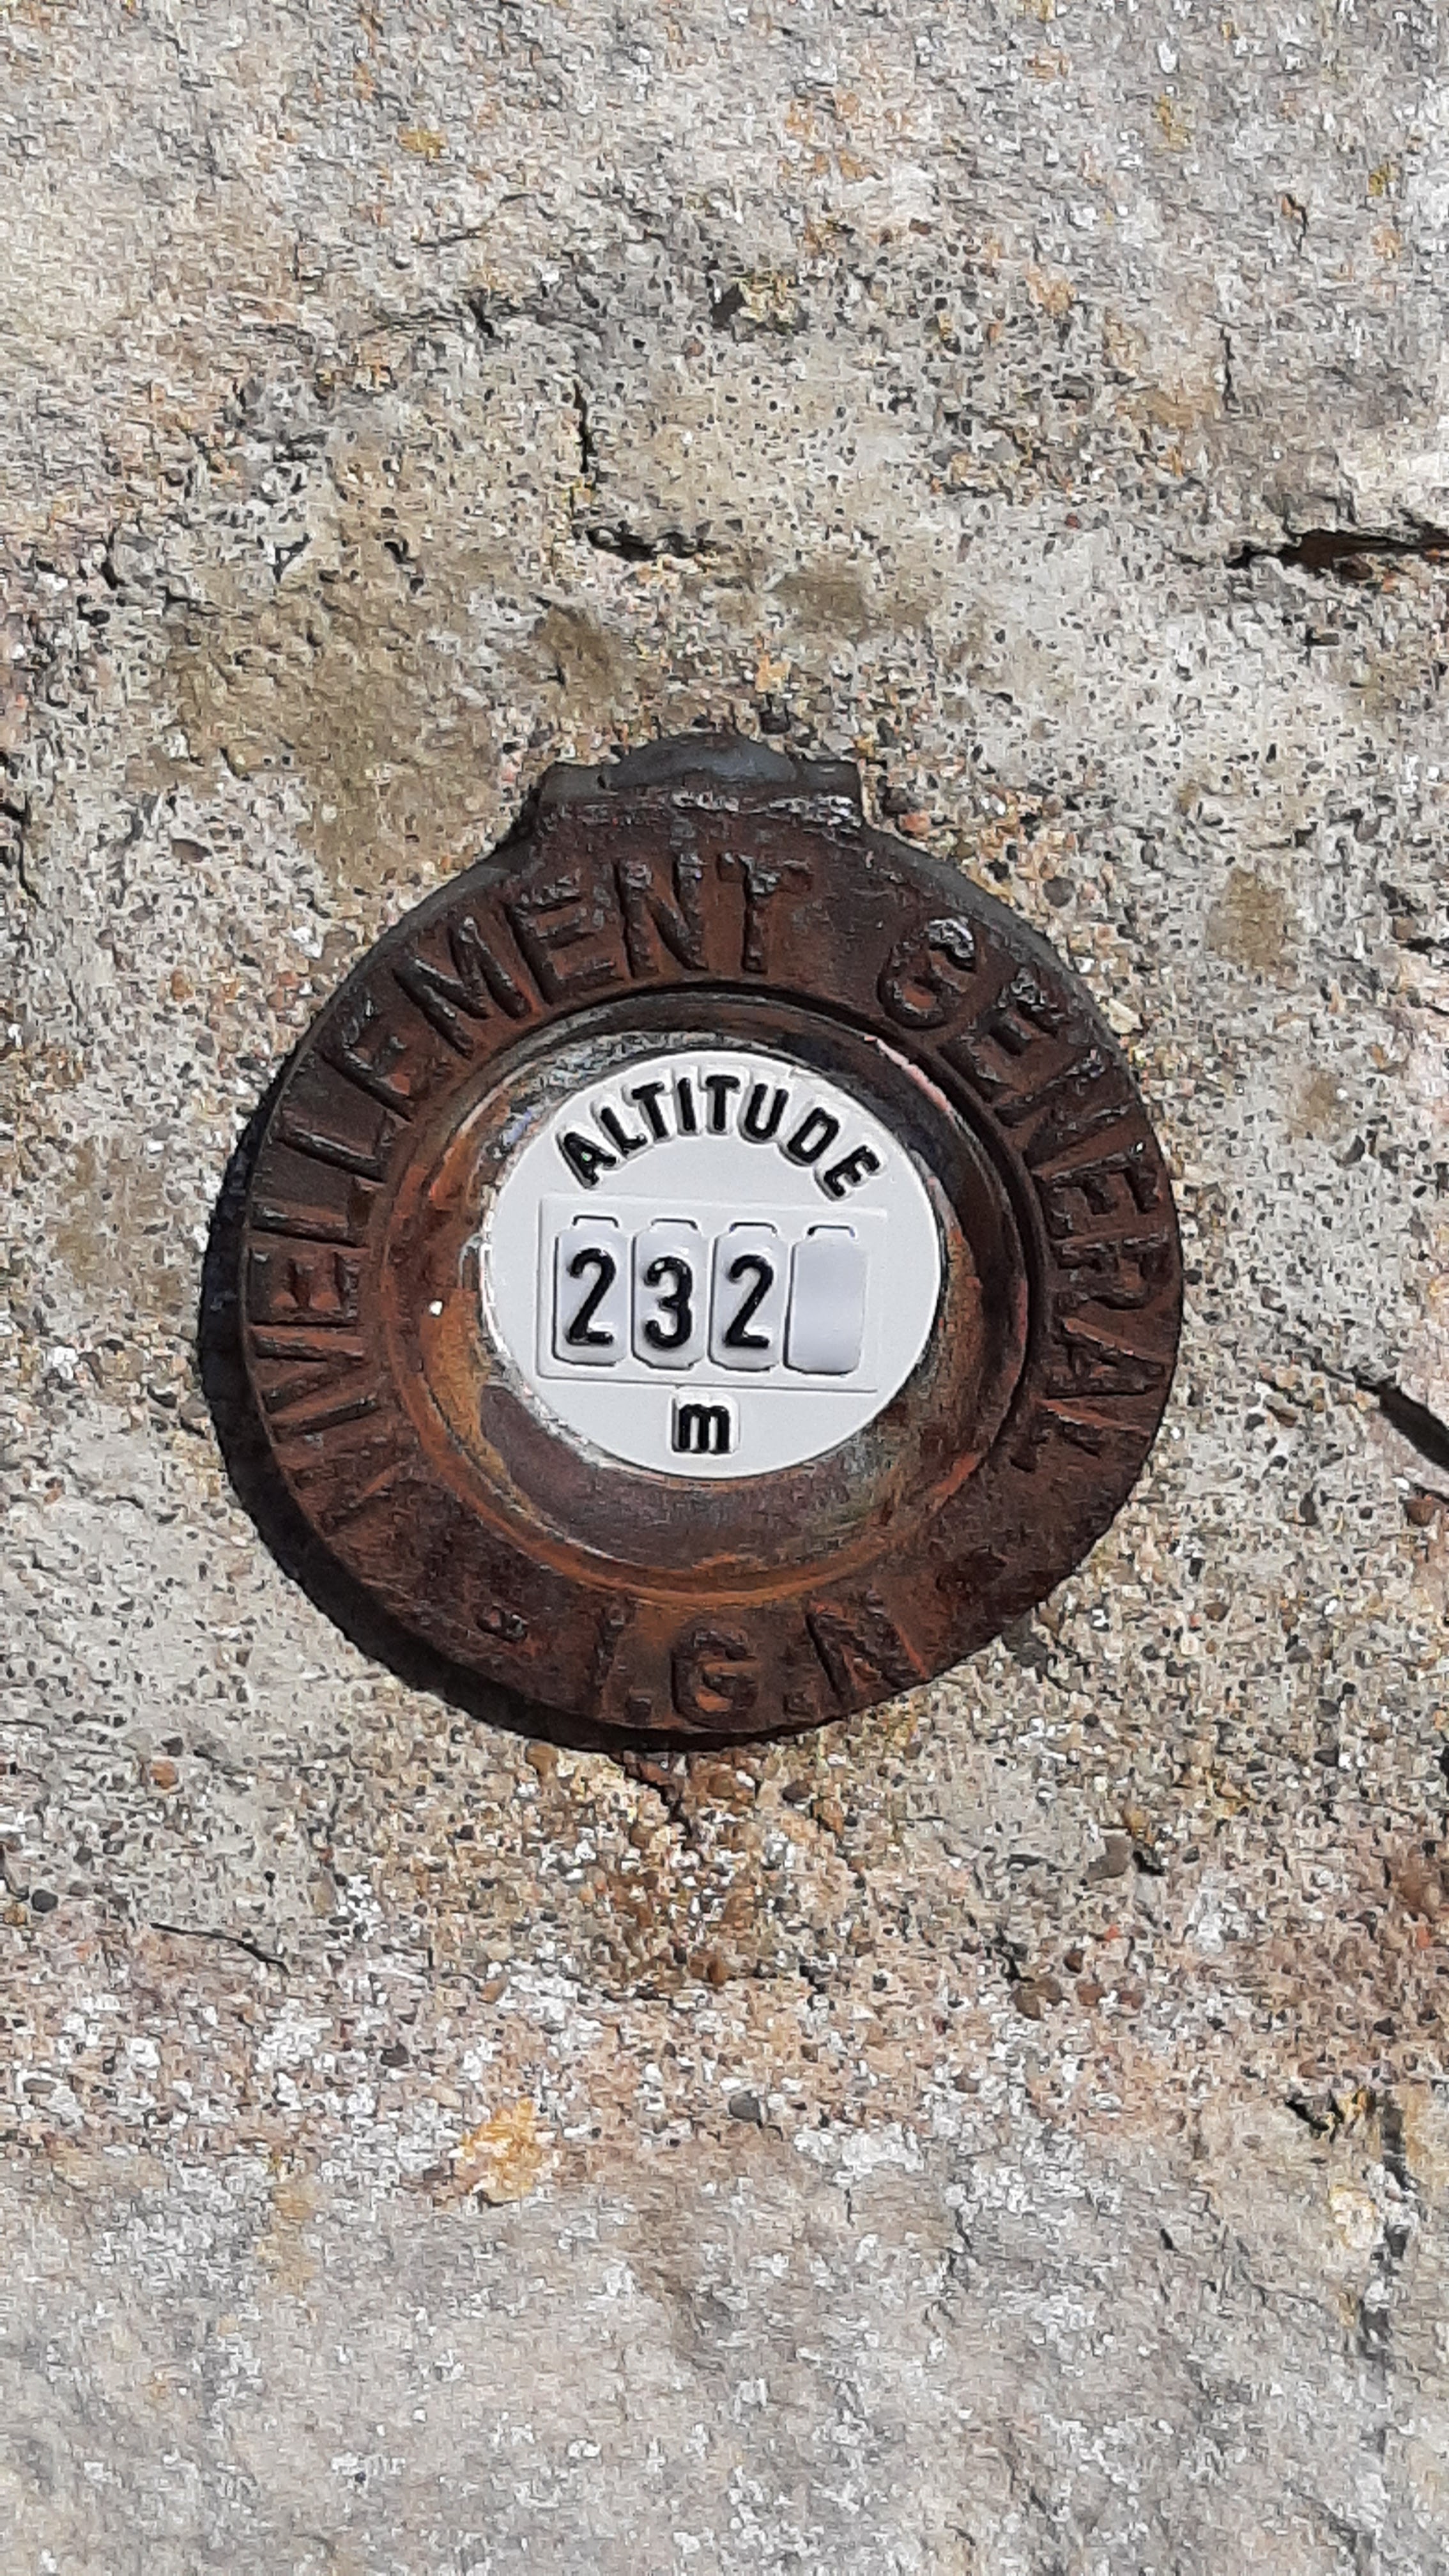 NIVELLEMENT GENERAL
ALTITUDE
232
m
I.G.N.